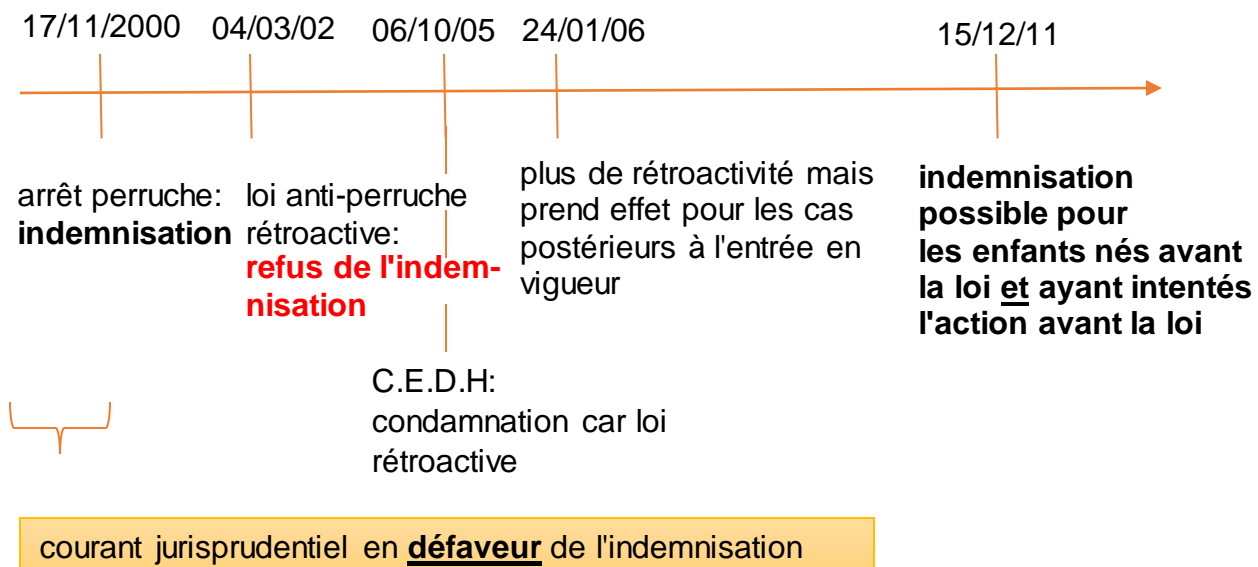 17/11/2000 04/03/02 06/10/05 24/01/06 15/12/11
arrêt perruche:
indemnisation
loi anti-perruche
rétroactive:
refus de l'indem-
nisation
C.E.D.H:
condamnation car loi
rétroactive
plus de rétroactivité mais
prend effet pour les cas
postérieurs à l'entrée en
vigueur
indemnisation
possible pour
les enfants nés avant
la loi et ayant intentés
l'action avant la loi
courant jurisprudentiel en défaveur de l'indemnisation